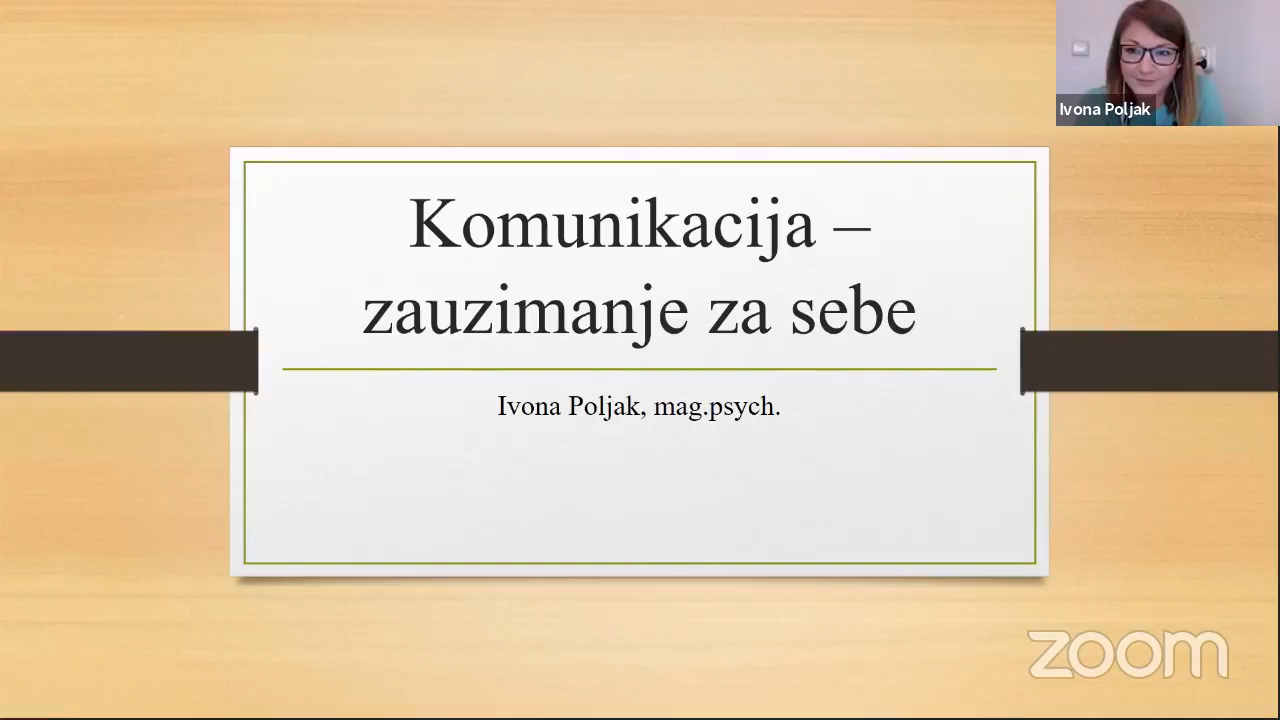 Ivona Poljak
Komunikacija –
zauzimanje za sebe
Ivona Poljak, mag.psych.
zoom